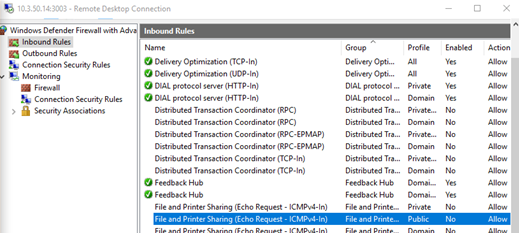 10.3.50.14:3003 - Remote Desktop Connection
Windows Defender Firewall with Adva
Inbound Rules
Outbound Rules
Connection Security Rules
Monitoring
Firewall
Connection Security Rules
Security Associations
Inbound Rules
Name Group Profile Enabled Action
Delivery Optimization (TCP-In) Delivery Opti... All Yes Allow
Delivery Optimization (UDP-In) Delivery Opti... All Yes Allow
DIAL protocol server (HTTP-In) DIAL protocol ... Private Yes Allow
DIAL protocol server (HTTP-In) DIAL protocol ... Domain Yes Allow
Distributed Transaction Coordinator (RPC) Distributed Tra... Private... No Allow
Distributed Transaction Coordinator (RPC) Distributed Tra... Domain No Allow
Distributed Transaction Coordinator (RPC-EPMAP) Distributed Tra... Private... No Allow
Distributed Transaction Coordinator (RPC-EPMAP) Distributed Tra... Domain No Allow
Distributed Transaction Coordinator (TCP-In) Distributed Tra... Private... No Allow
Distributed Transaction Coordinator (TCP-In) Distributed Tra... Domain No Allow
Feedback Hub Feedback Hub Domai... Yes Allow
Feedback Hub Feedback Hub Domai... Yes Allow
File and Printer Sharing (Echo Request - ICMPv4-In) File and Printe... Private No Allow
File and Printer Sharing (Echo Request - ICMPv4-In) File and Printe... Public No Allow
File and Printer Sharing (Echo Request - ICMPv4-In) File and Printe... Domain No Allow